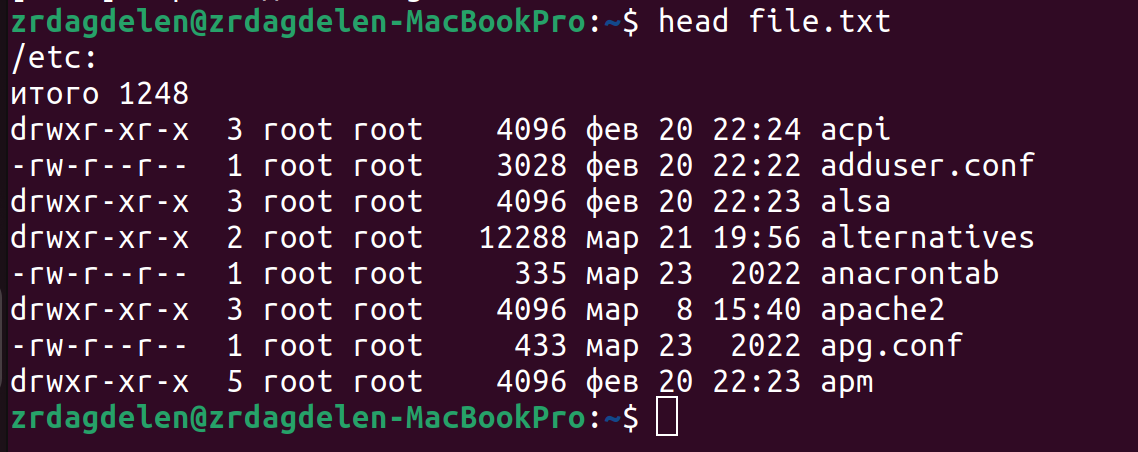 zrdagdelen@zrdagdelen-MacBookPro:~$ head file.txt
/etc:
итого 1248
drwxr-xr-x  3 root root    4096 фев 20 22:24 acpi
-rw-r--r--  1 root root    3028 фев 20 22:22 adduser.conf
drwxr-xr-x  3 root root    4096 фев 20 22:23 alsa
drwxr-xr-x  2 root root   12288 мар 21 19:56 alternatives
-rw-r--r--  1 root root     335 мар 23  2022 anacrontab
drwxr-xr-x  3 root root    4096 мар  8 15:40 apache2
-rw-r--r--  1 root root     433 мар 23  2022 apg.conf
drwxr-xr-x  5 root root    4096 фев 20 22:23 apm
zrdagdelen@zrdagdelen-MacBookPro:~$